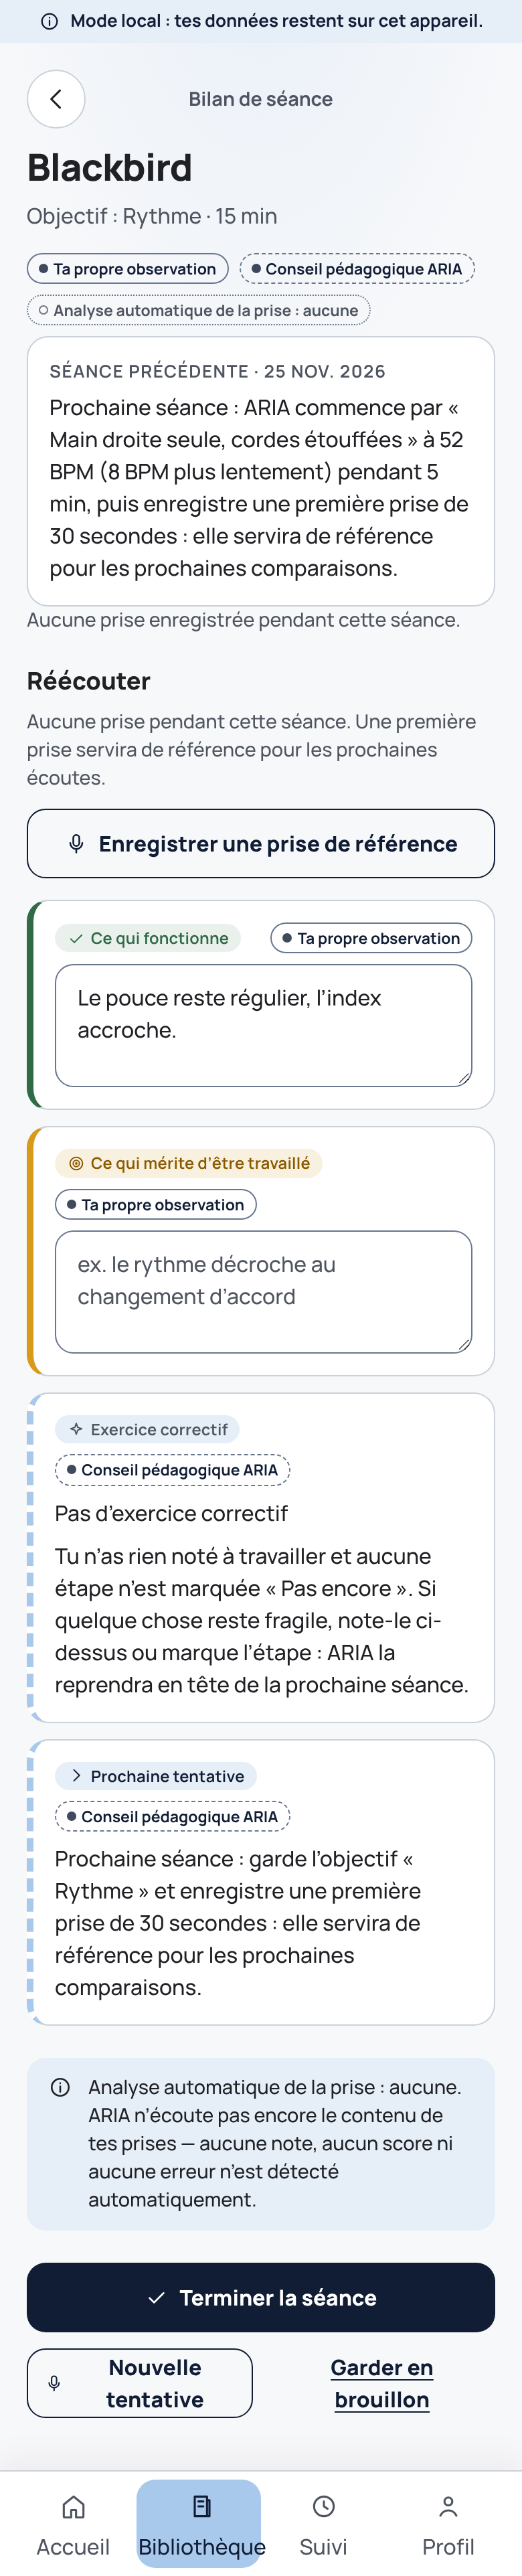 Mode local : tes données restent sur cet appareil.
Bilan de séance
Blackbird
Objectif : Rythme · 15 min
Ta propre observation
Conseil pédagogique ARIA
Analyse automatique de la prise : aucune
SÉANCE PRÉCÉDENTE · 25 NOV. 2026
Prochaine séance : ARIA commence par «
Main droite seule, cordes étouffées » à 52
BPM (8 BPM plus lentement) pendant 5
min, puis enregistre une première prise de
30 secondes : elle servira de référence
pour les prochaines comparaisons.
Aucune prise enregistrée pendant cette séance.
Réécouter
Aucune prise pendant cette séance. Une première
prise servira de référence pour les prochaines
écoutes.
Enregistrer une prise de référence
Ce qui fonctionne
Ta propre observation
Le pouce reste régulier, l’index
accroche.
Ce qui mérite d’être travaillé
Ta propre observation
ex. le rythme décroche au
changement d’accord
Exercice correctif
Conseil pédagogique ARIA
Pas d’exercice correctif
Tu n’as rien noté à travailler et aucune
étape n’est marquée « Pas encore ». Si
quelque chose reste fragile, note-le ci-
dessus ou marque l’étape : ARIA la
reprendra en tête de la prochaine séance.
Prochaine tentative
Conseil pédagogique ARIA
Prochaine séance : garde l’objectif «
Rythme » et enregistre une première
prise de 30 secondes : elle servira de
référence pour les prochaines
comparaisons.
Analyse automatique de la prise : aucune.
ARIA n’écoute pas encore le contenu de
tes prises — aucune note, aucun score ni
aucune erreur n’est détecté
automatiquement.
Terminer la séance
Nouvelle
tentative
Garder en
brouillon
Accueil
Bibliothèque
Suivi
Profil